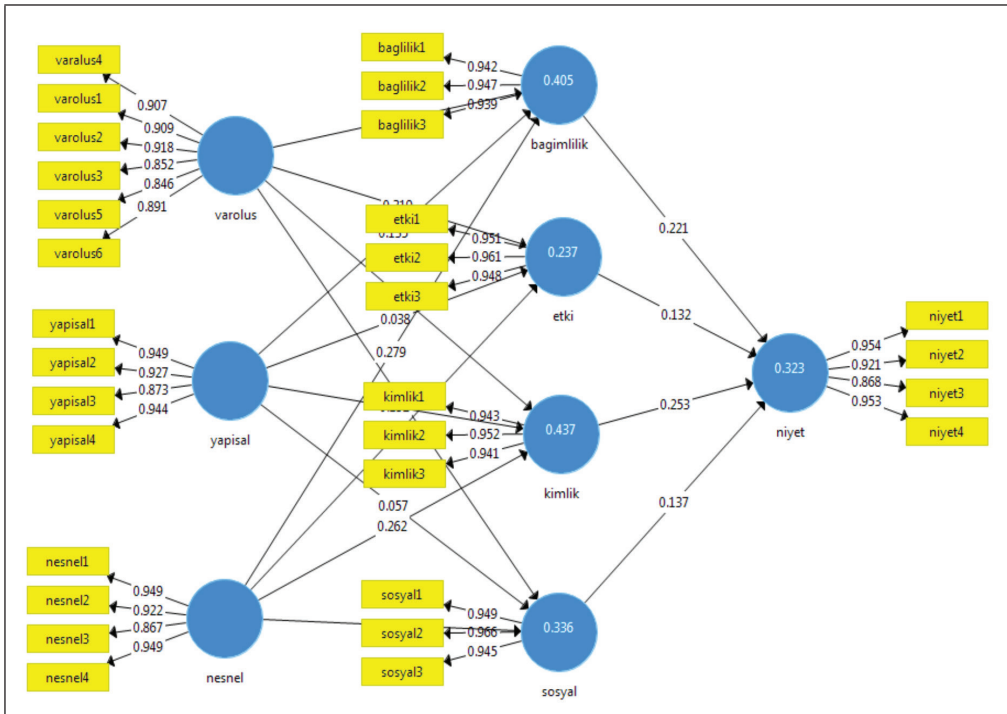 varalus4
varolus1
varolus2
varolus3
varolus5
varolus6
0.907
0.909
0.918
0.852
0.846
0.891
varolus
yapisal1
yapisal2
yapisal3
yapisal4
0.949
0.927
0.873
0.944
yapisal
nesnel1
nesnel2
nesnel3
nesnel4
0.949
0.922
0.867
0.949
nesnel
baglilik1
baglilik2
baglilik3
0.942
0.947
0.939
0.405
bagimlilik
etki1
etki2
etki3
0.951
0.961
0.948
0.237
etki
0.038
0.279
kimlik1
kimlik2
kimlik3
0.943
0.952
0.941
0.437
kimlik
0.057
0.262
sosyal1
sosyal2
sosyal3
0.949
0.966
0.945
0.336
sosyal
0.221
0.132
0.253
0.137
0.323
niyet
0.954
0.921
0.868
0.953
niyet1
niyet2
niyet3
niyet4